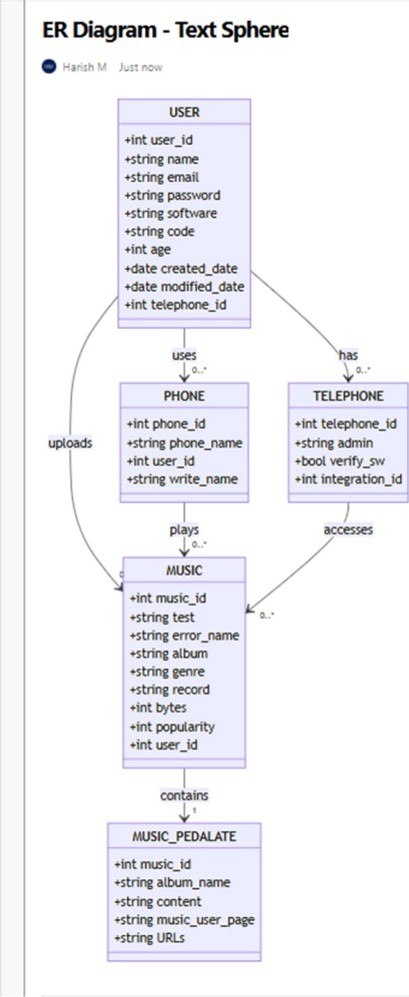 ER Diagram - Text Sphere
Harish M Just now
USER
+int user_id
+string name
+string email
+string password
+string software
+string code
+int age
+date created_date
+date modified_date
+int telephone_id
uses
has
0..*
0..*
PHONE
+int phone_id
+string phone_name
+int user_id
+string write_name
TELEPHONE
+int telephone_id
+string admin
+bool verify_sw
+int integration_id
uploads
plays
accesses
0..*
0..*
MUSIC
+int music_id
+string test
+string error_name
+string album
+string genre
+string record
+int bytes
+int popularity
+int user_id
contains
1
MUSIC_PEDALATE
+int music_id
+string album_name
+string content
+string music_user_page
+string URLs